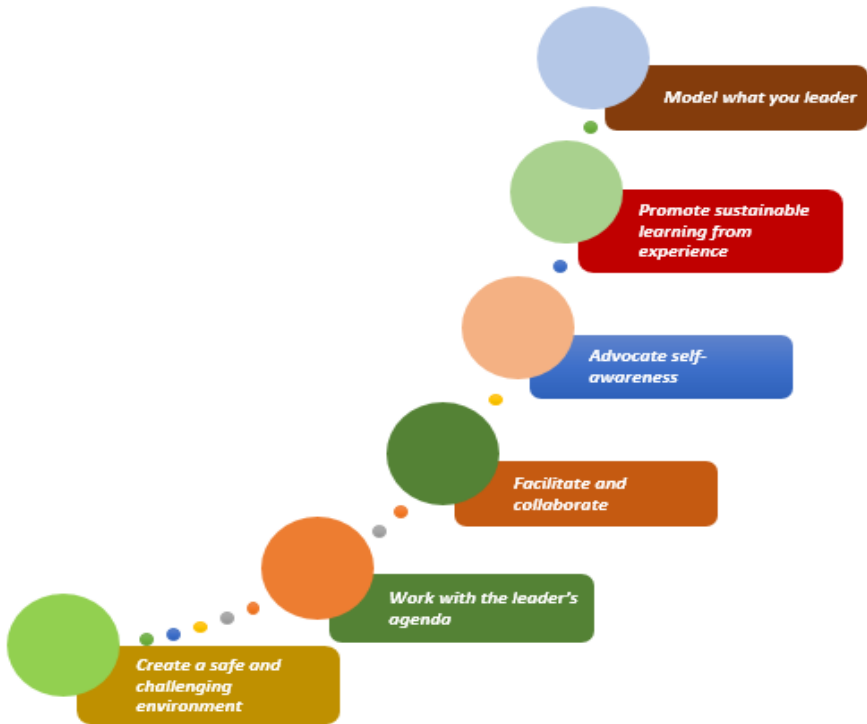 Model what you leader
Promote sustainable
learning from
experience
Advocate self-
awareness
Facilitate and
collaborate
Work with the leader's
agenda
Create a safe and
challenging
environment